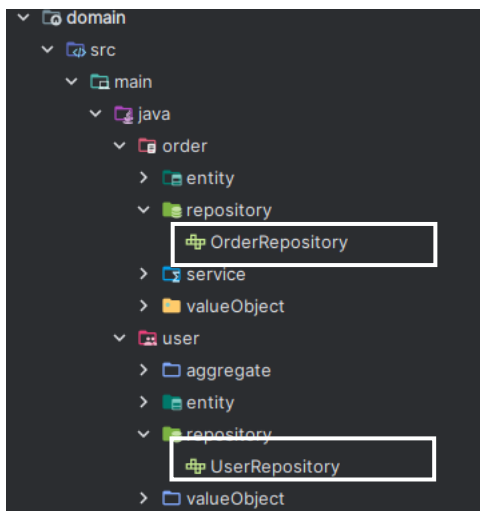 domain
src
main
java
order
entity
repository
OrderRepository
service
valueObject
user
aggregate
entity
repository
UserRepository
valueObject